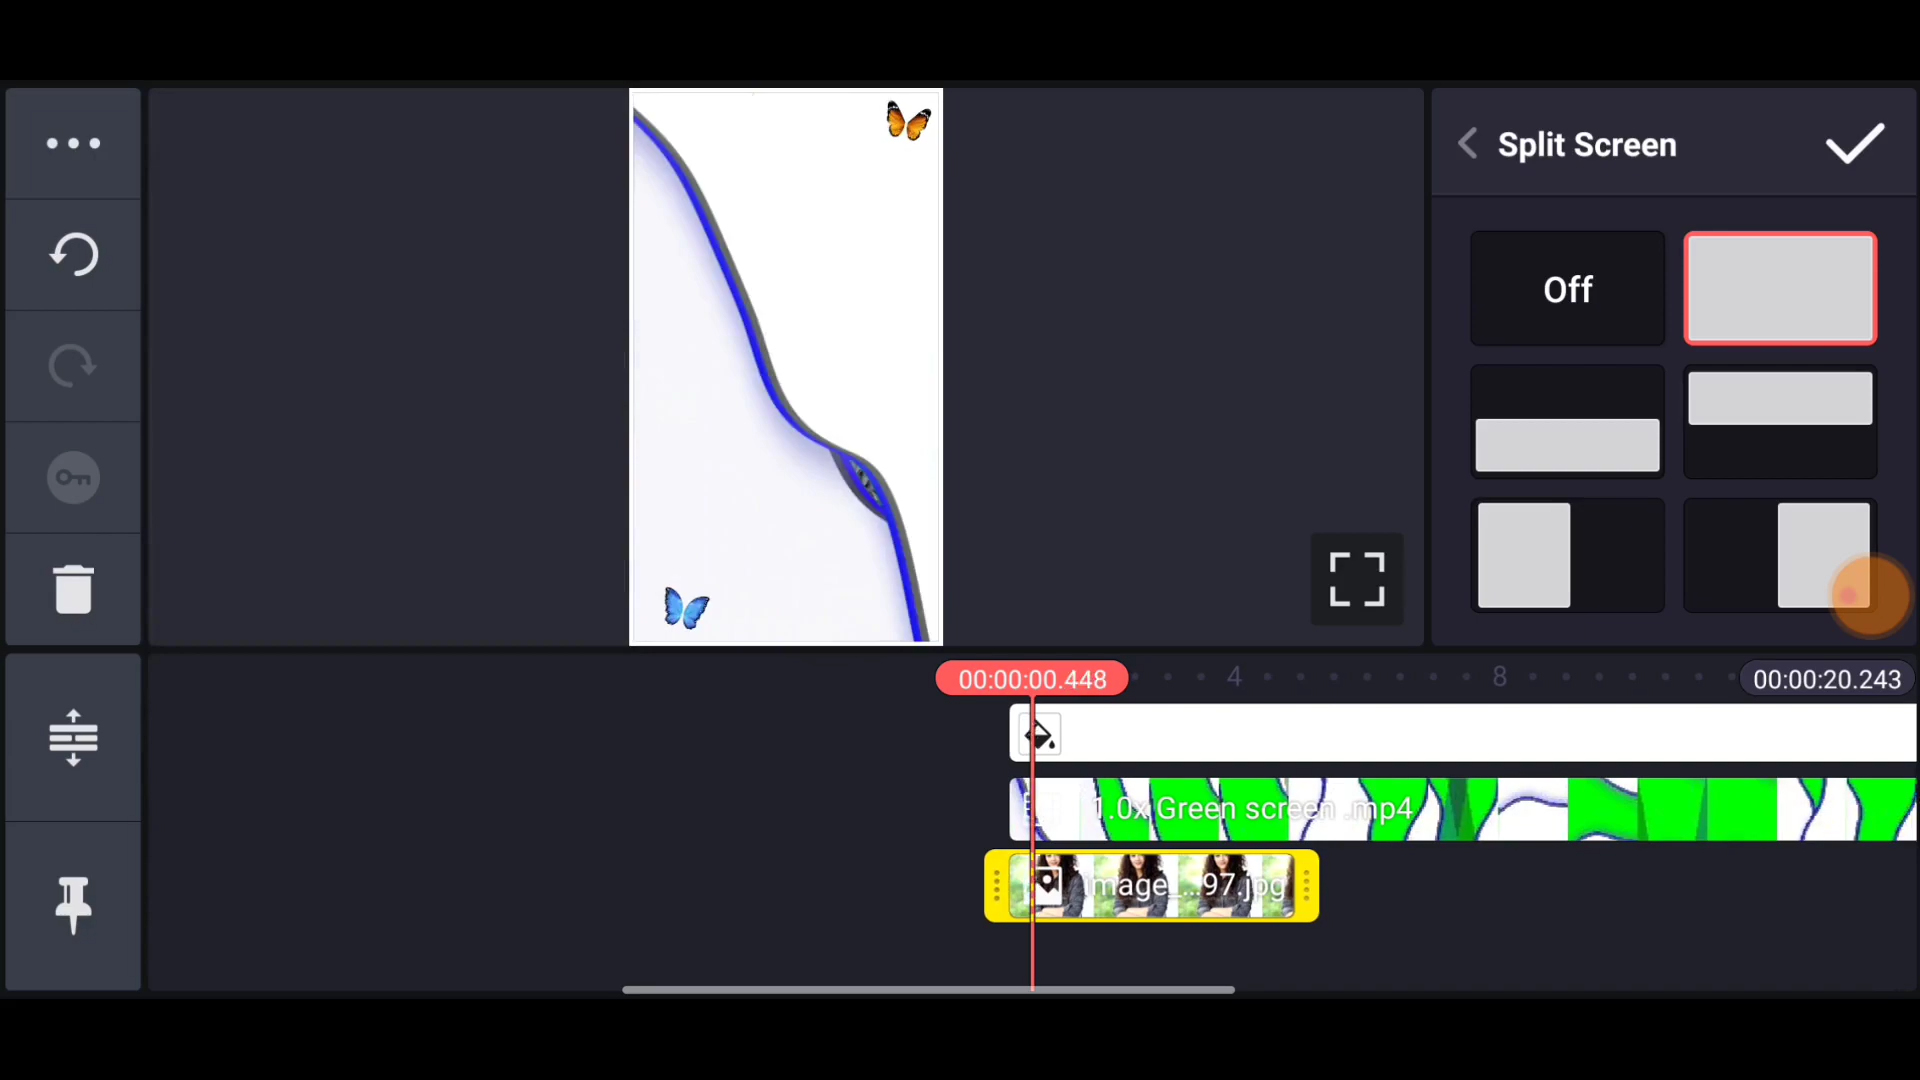 Split Screen
Off
00:00:00.448
4
8
00:00:20.243
1.0x Green screen .mp4
image_...97.jpg